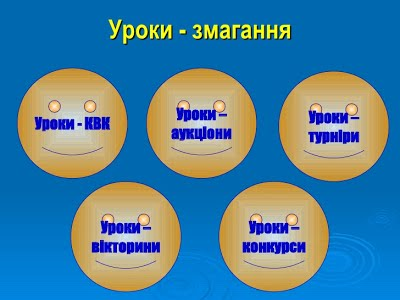 Уроки - змагання
Уроки - КВК
Уроки –
аукціони
Уроки –
турніри
Уроки –
вікторини
Уроки –
конкурси